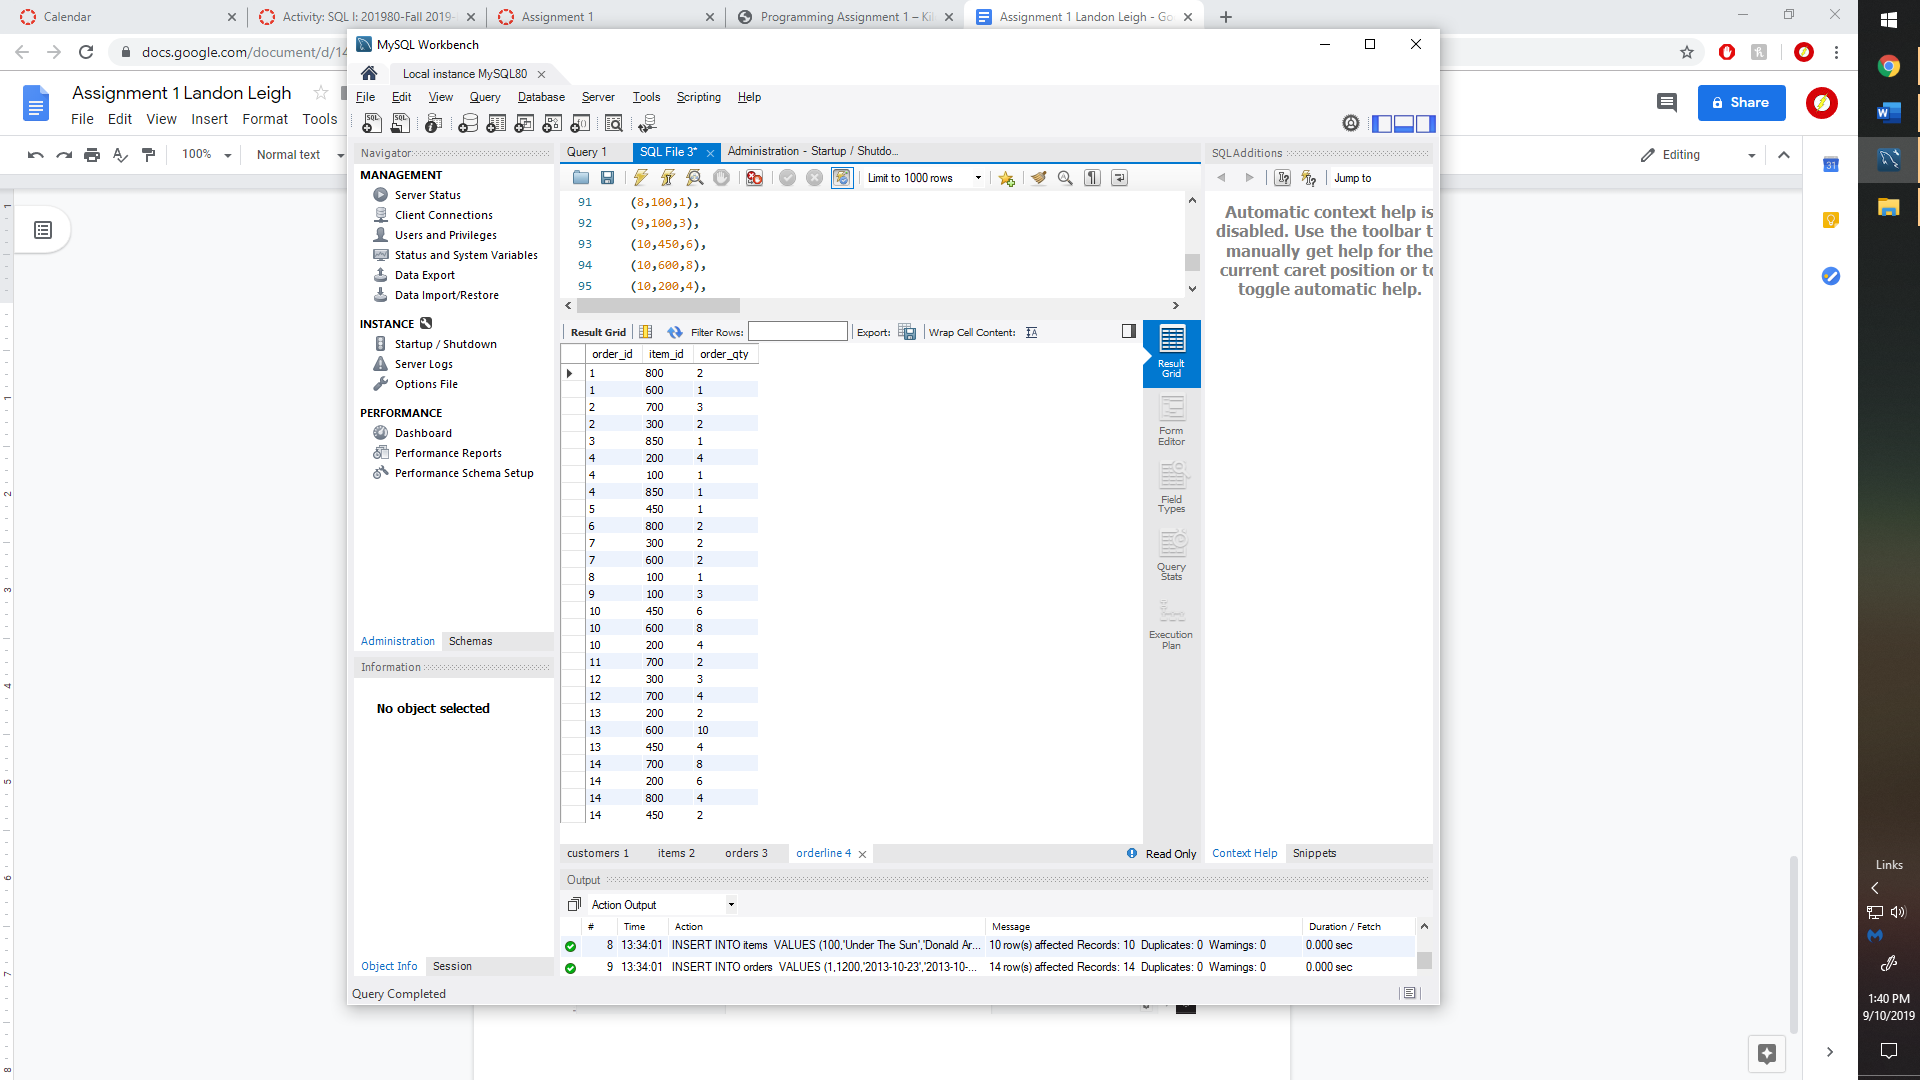 Calendar
Activity: SQL I: 201980-Fall 2019-
Assignment 1
Programming Assignment 1 – Kil
Assignment 1 Landon Leigh - Go
docs.google.com/document/d/14
Assignment 1 Landon Leigh
File Edit View Insert Format Tools
Share
100% Normal text
Editing
MySQL Workbench
Local instance MySQL80
File Edit View Query Database Server Tools Scripting Help
Navigator
MANAGEMENT
Server Status
Client Connections
Users and Privileges
Status and System Variables
Data Export
Data Import/Restore
INSTANCE
Startup / Shutdown
Server Logs
Options File
PERFORMANCE
Dashboard
Performance Reports
Performance Schema Setup
Administration Schemas
Information
No object selected
Object Info Session
Query Completed
Query 1 SQL File 3* Administration - Startup / Shutdo...
Limit to 1000 rows
91 (8,100,1),
92 (9,100,3),
93 (10,450,6),
94 (10,600,8),
95 (10,200,4),
Result Grid Filter Rows: Export: Wrap Cell Content:
order_id item_id order_qty
1 800 2
1 600 1
2 700 3
2 300 2
3 850 1
4 200 4
4 100 1
4 850 1
5 450 1
6 800 2
7 300 2
7 600 2
8 100 1
9 100 3
10 450 6
10 600 8
10 200 4
11 700 2
12 300 3
12 700 4
13 200 2
13 600 10
13 450 4
14 700 8
14 200 6
14 800 4
14 450 2
Result
Grid
Form
Editor
Field
Types
Query
Stats
Execution
Plan
customers 1 items 2 orders 3 orderline 4
Read Only
SQLAdditions
Jump to
Automatic context help is
disabled. Use the toolbar t
manually get help for the
current caret position or to
toggle automatic help.
Context Help Snippets
Output
Action Output
# Time Action Message Duration / Fetch
8 13:34:01 INSERT INTO items VALUES (100,'Under The Sun','Donald Ar... 10 row(s) affected Records: 10 Duplicates: 0 Warnings: 0 0.000 sec
9 13:34:01 INSERT INTO orders VALUES (1,1200,'2013-10-23','2013-10-... 14 row(s) affected Records: 14 Duplicates: 0 Warnings: 0 0.000 sec
Links
1:40 PM
9/10/2019